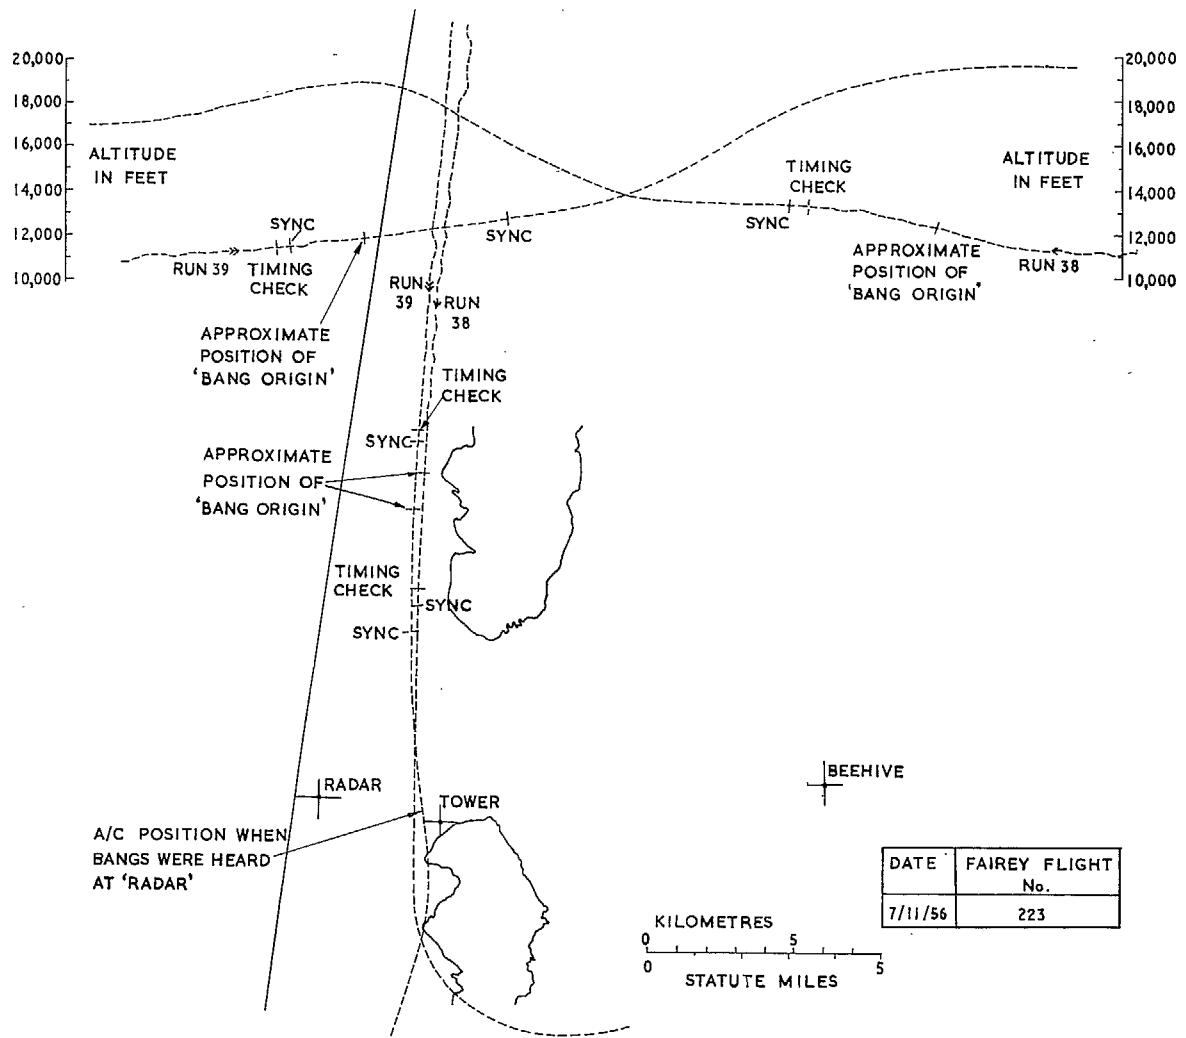 20,000
18,000
16,000
14,000
12,000
10,000
ALTITUDE
IN FEET
20,000
18,000
16,000
14,000
12,000
10,000
ALTITUDE
IN FEET
SYNC
RUN 39
TIMING
CHECK
SYNC
TIMING
CHECK
SYNC
APPROXIMATE
POSITION OF
'BANG ORIGIN'
RUN 38
RUN
39
RUN
38
APPROXIMATE
POSITION OF
'BANG ORIGIN'
TIMING
CHECK
SYNC
APPROXIMATE
POSITION OF
'BANG ORIGIN'
TIMING
CHECK
SYNC
SYNC
RADAR
TOWER
BEEHIVE
A/C POSITION WHEN
BANGS WERE HEARD
AT 'RADAR'
DATE
FAIREY FLIGHT
No.
7/11/56
223
KILOMETRES
0 5
0 5
STATUTE MILES